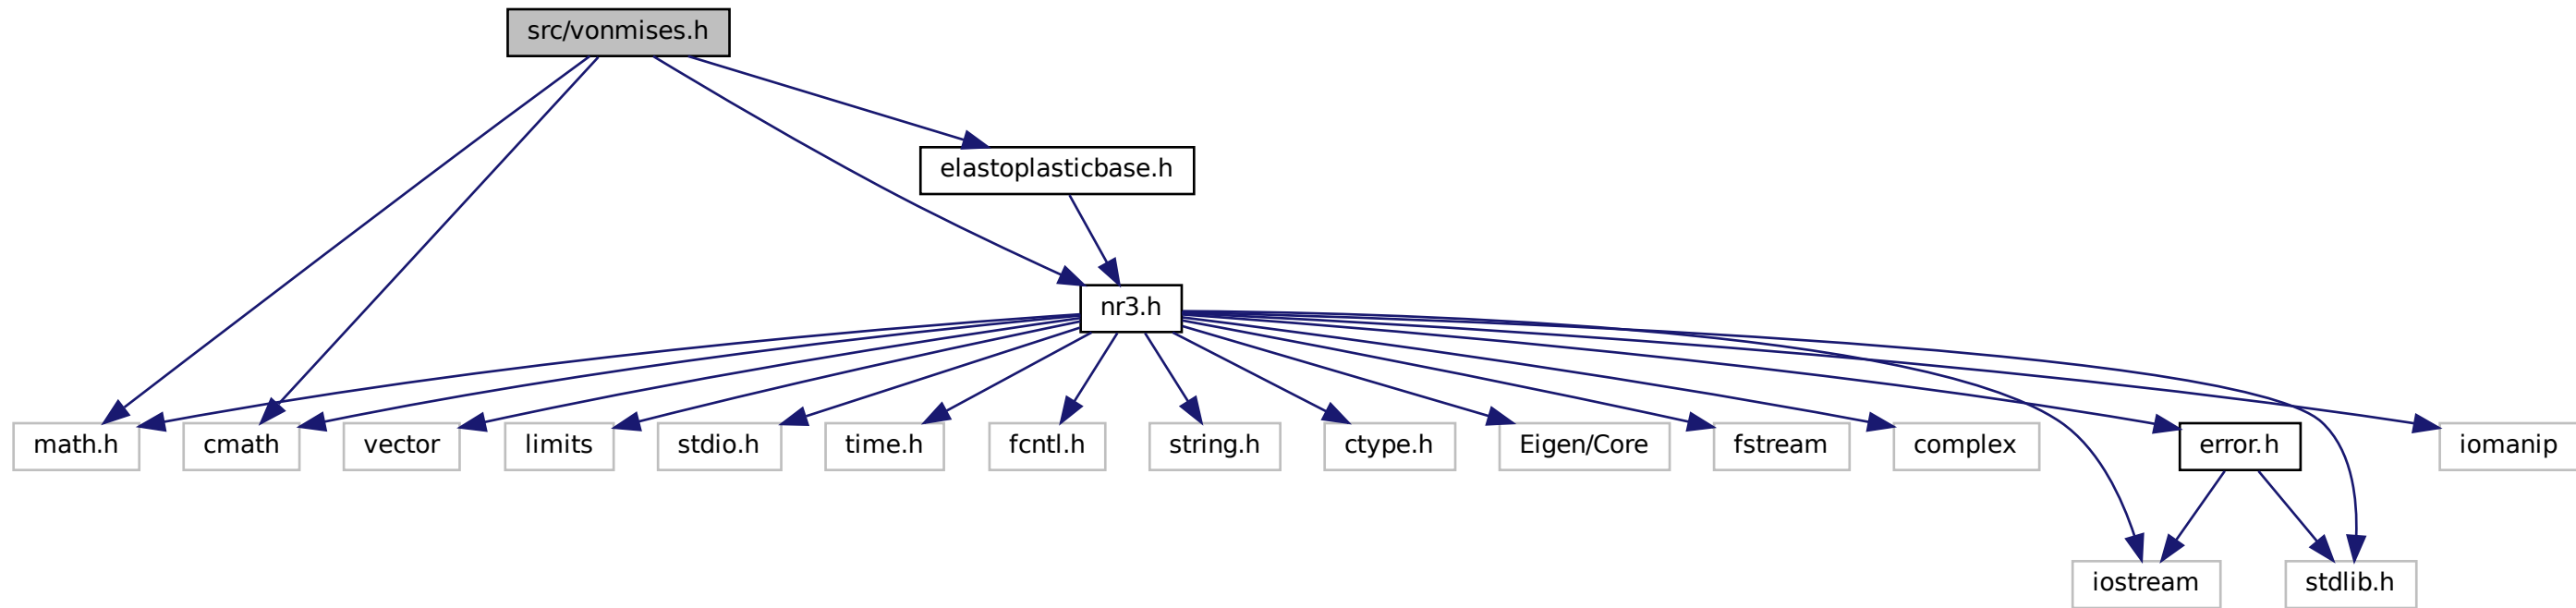 src/vonmises.h
elastoplasticbase.h
nr3.h
math.h
cmath
vector
limits
stdio.h
time.h
fcntl.h
string.h
ctype.h
Eigen/Core
fstream
complex
error.h
iomanip
iostream
stdlib.h